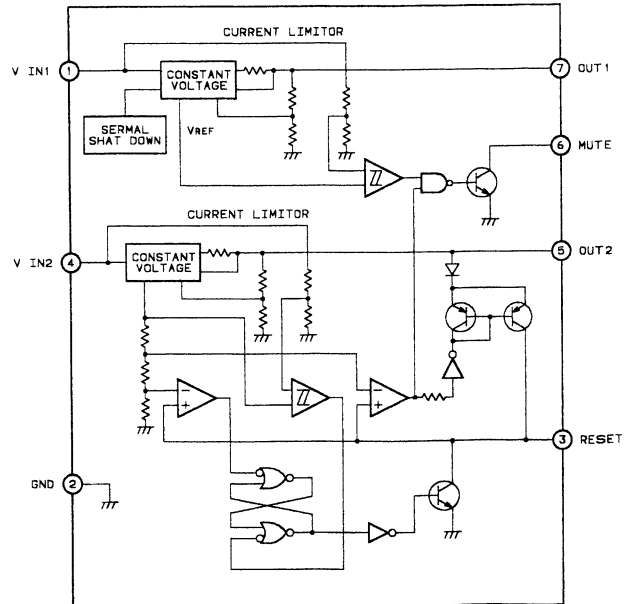 CURRENT LIMITOR
V IN1
1
CONSTANT
VOLTAGE
7
OUT1
SERMAL
SHAT DOWN
VREF
6
MUTE
CURRENT LIMITOR
V IN2
4
CONSTANT
VOLTAGE
5
OUT2
-
+
-
+
3
RESET
GND
2